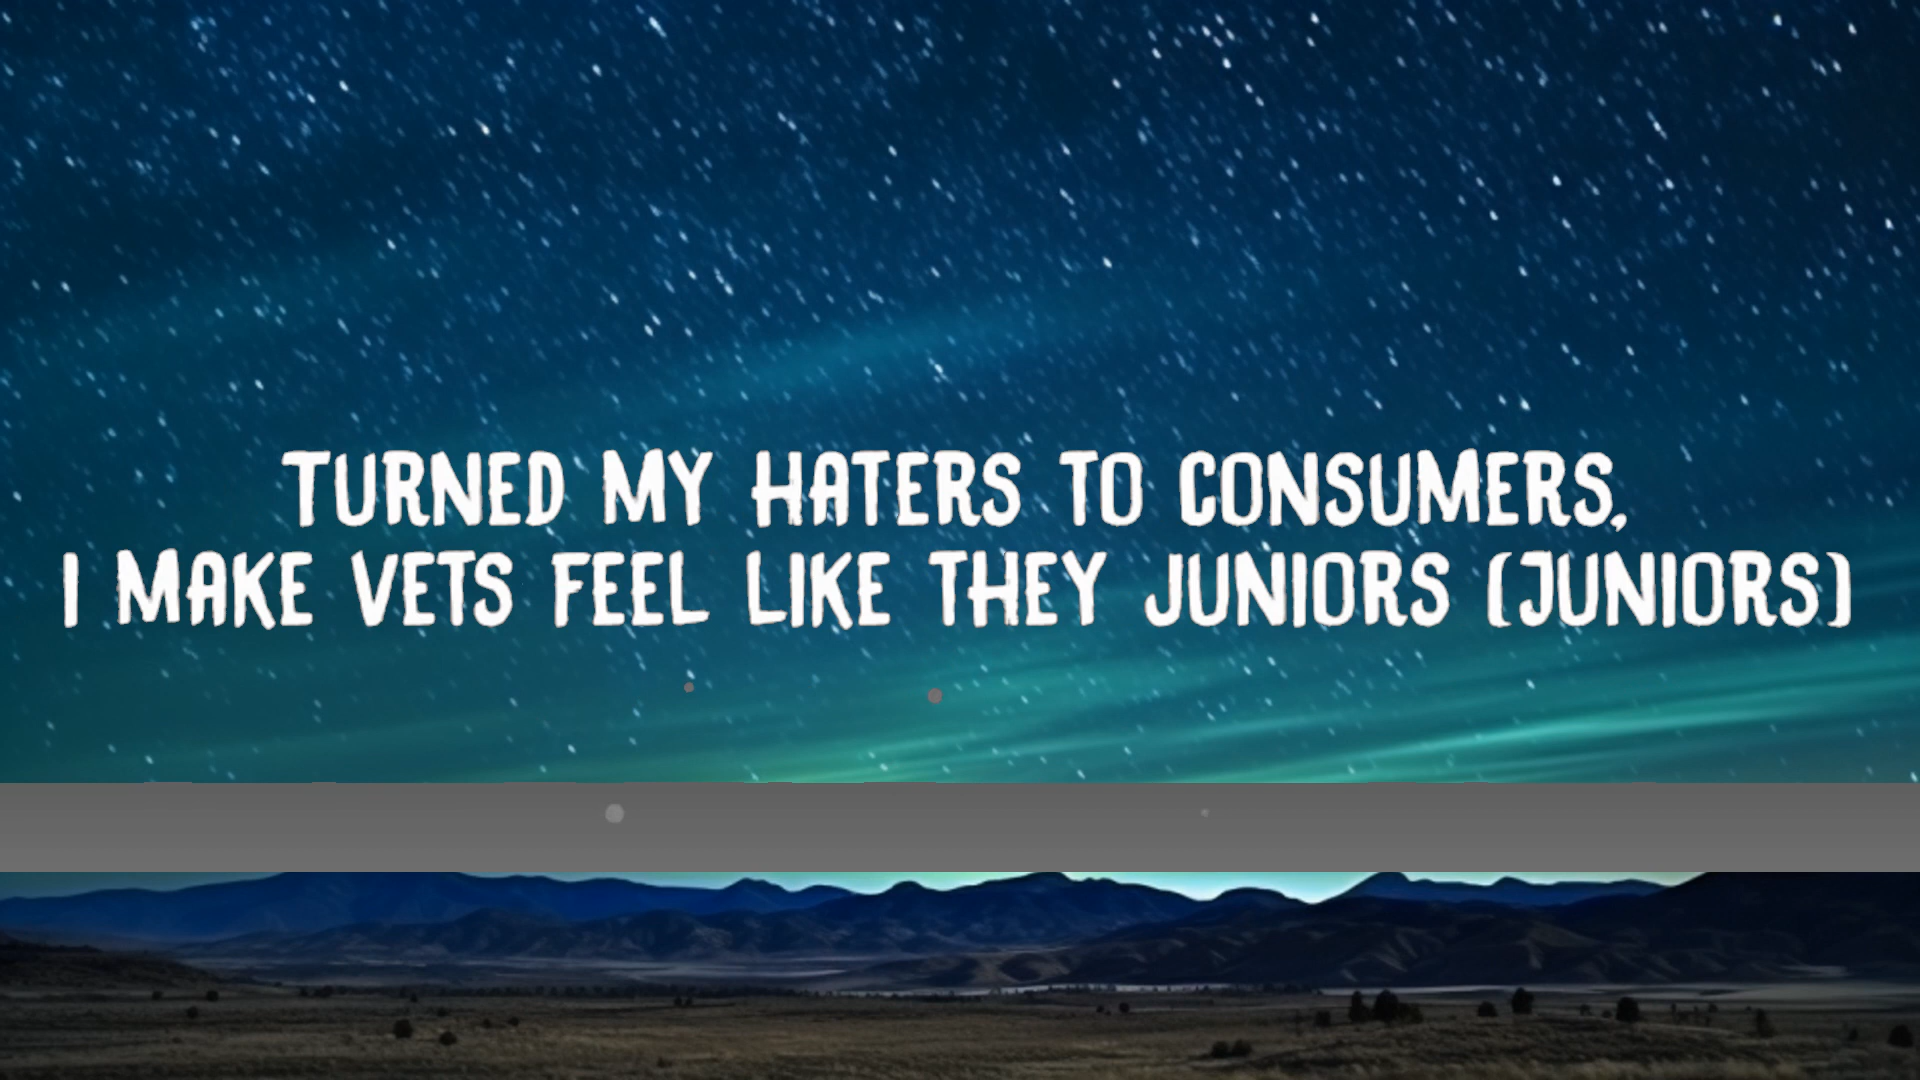 TURNED MY HATERS TO CONSUMERS,
I MAKE VETS FEEL LIKE THEY JUNIORS (JUNIORS)